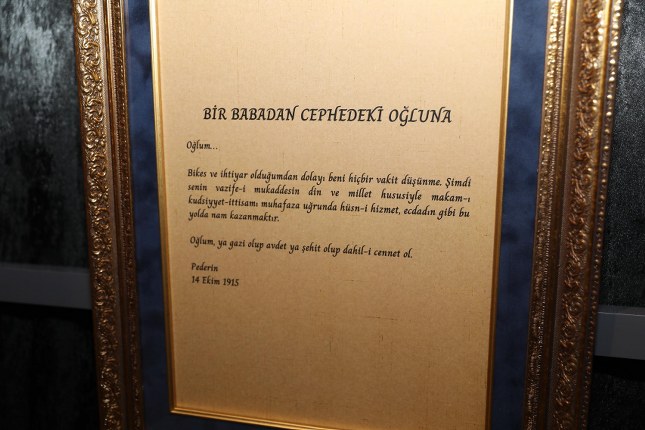 BİR BABADAN CEPHEDEKİ OĞLUNA
Oğlum...
Bikes ve ihtiyar olduğumdan dolayı beni hiçbir vakit düşünme. Şimdi
senin vazife-i mukaddesin din ve millet hususiyle makam-ı
kudsiyyet-ittisamı muhafaza uğrunda hüsn-i hizmet, ecdadın gibi bu
yolda nam kazanmaktır.
Oğlum, ya gazi olup avdet ya şehit olup dahil-i cennet ol.
Pederin
14 Ekim 1915